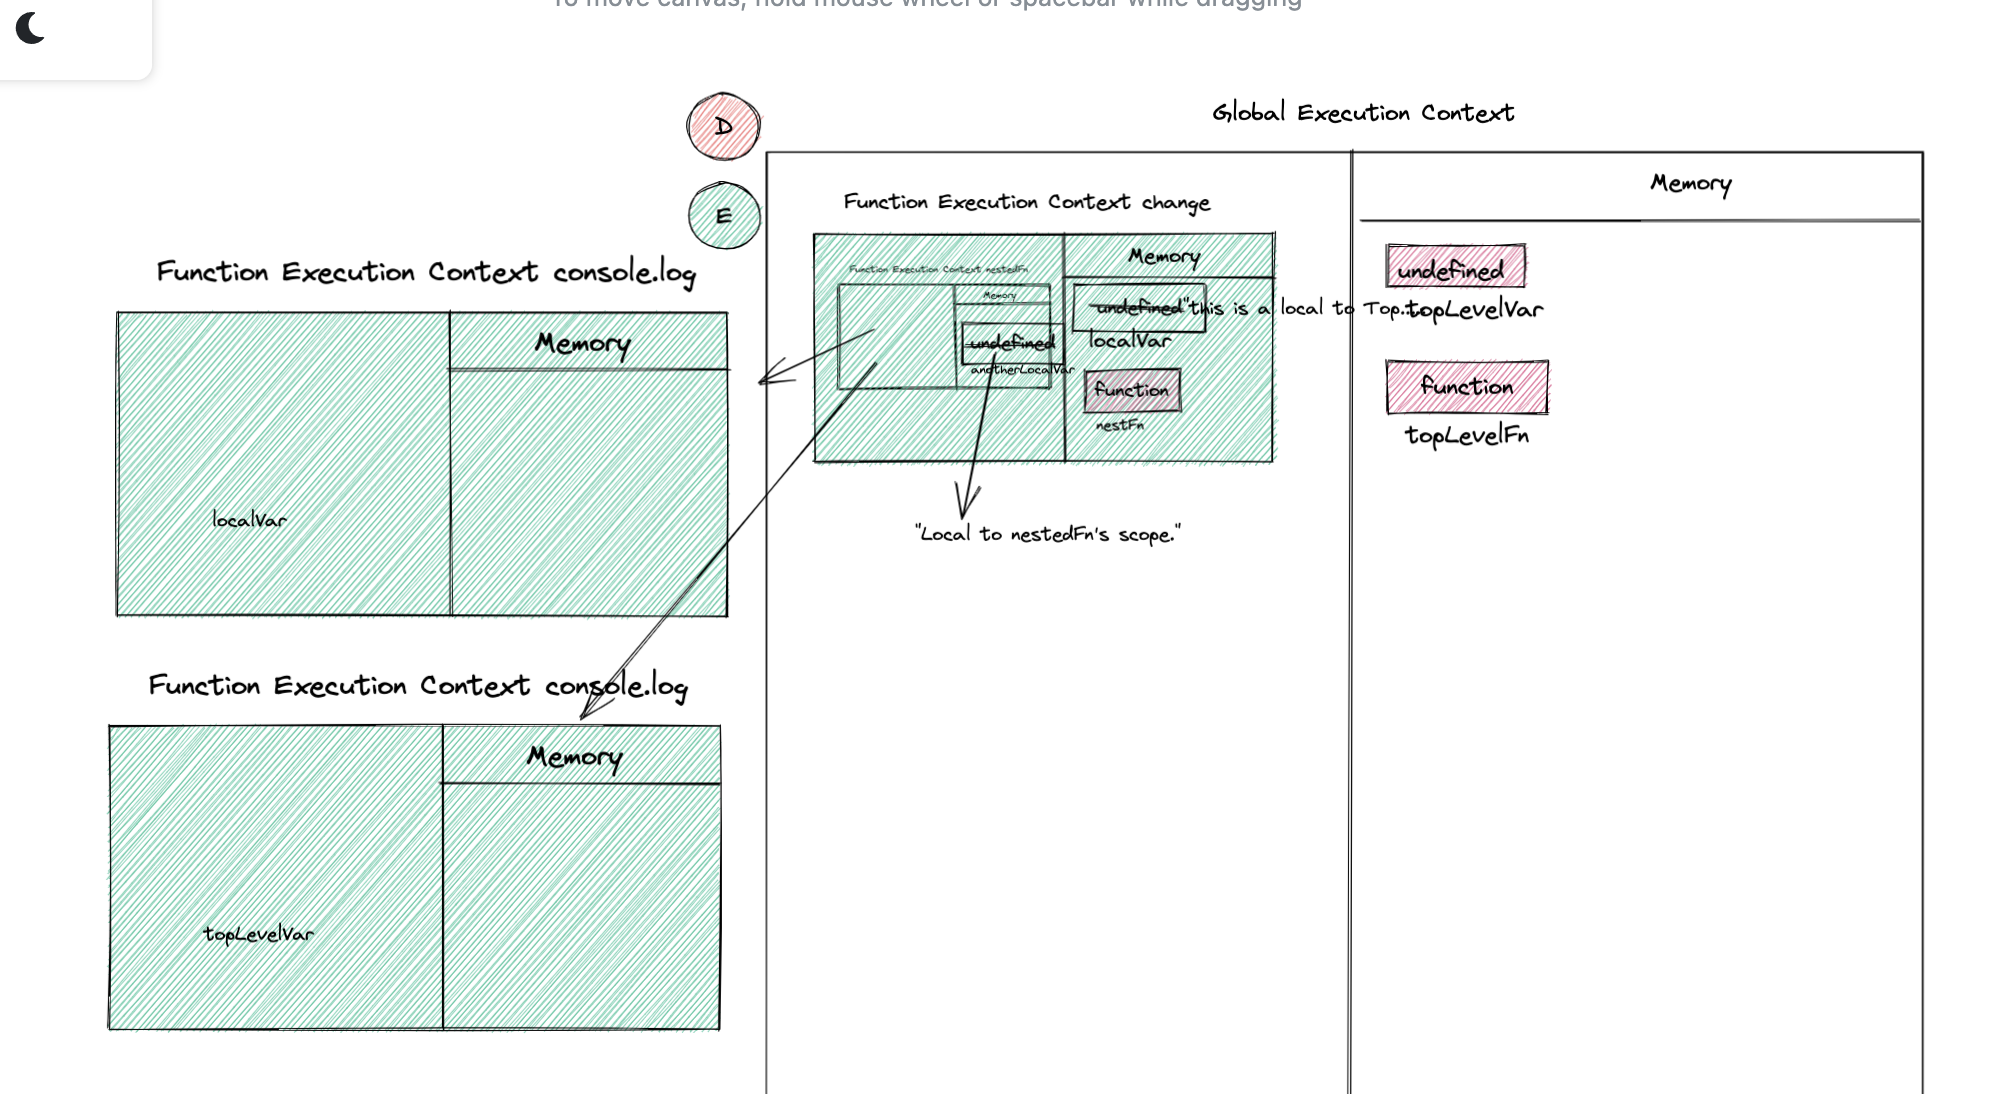 To move canvas, hold mouse wheel or spacebar while dragging
D
Global Execution Context
Memory
E
Function Execution Context change
Memory
undefined
Function Execution Context console.log
Function Execution Context nestedFn
Memory
undefined "this is a local to Top...
topLevelVar
Memory
undefined
localVar
anotherLocalVar
function
function
nestFn
topLevelFn
localVar
"Local to nestedFn's scope."
Function Execution Context console.log
Memory
topLevelVar